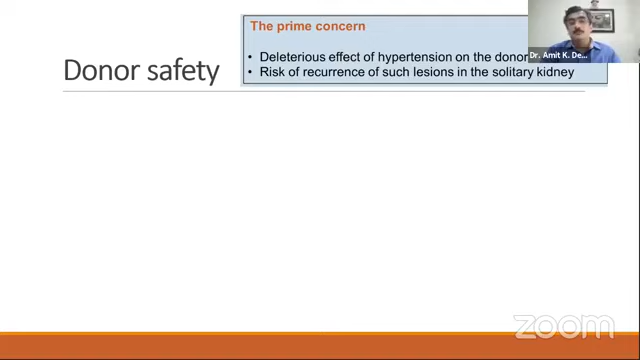 The prime concern
Donor safety
• Deleterious effect of hypertension on the donor
• Risk of recurrence of such lesions in the solitary kidney
Dr. Amit K. De...
zoom